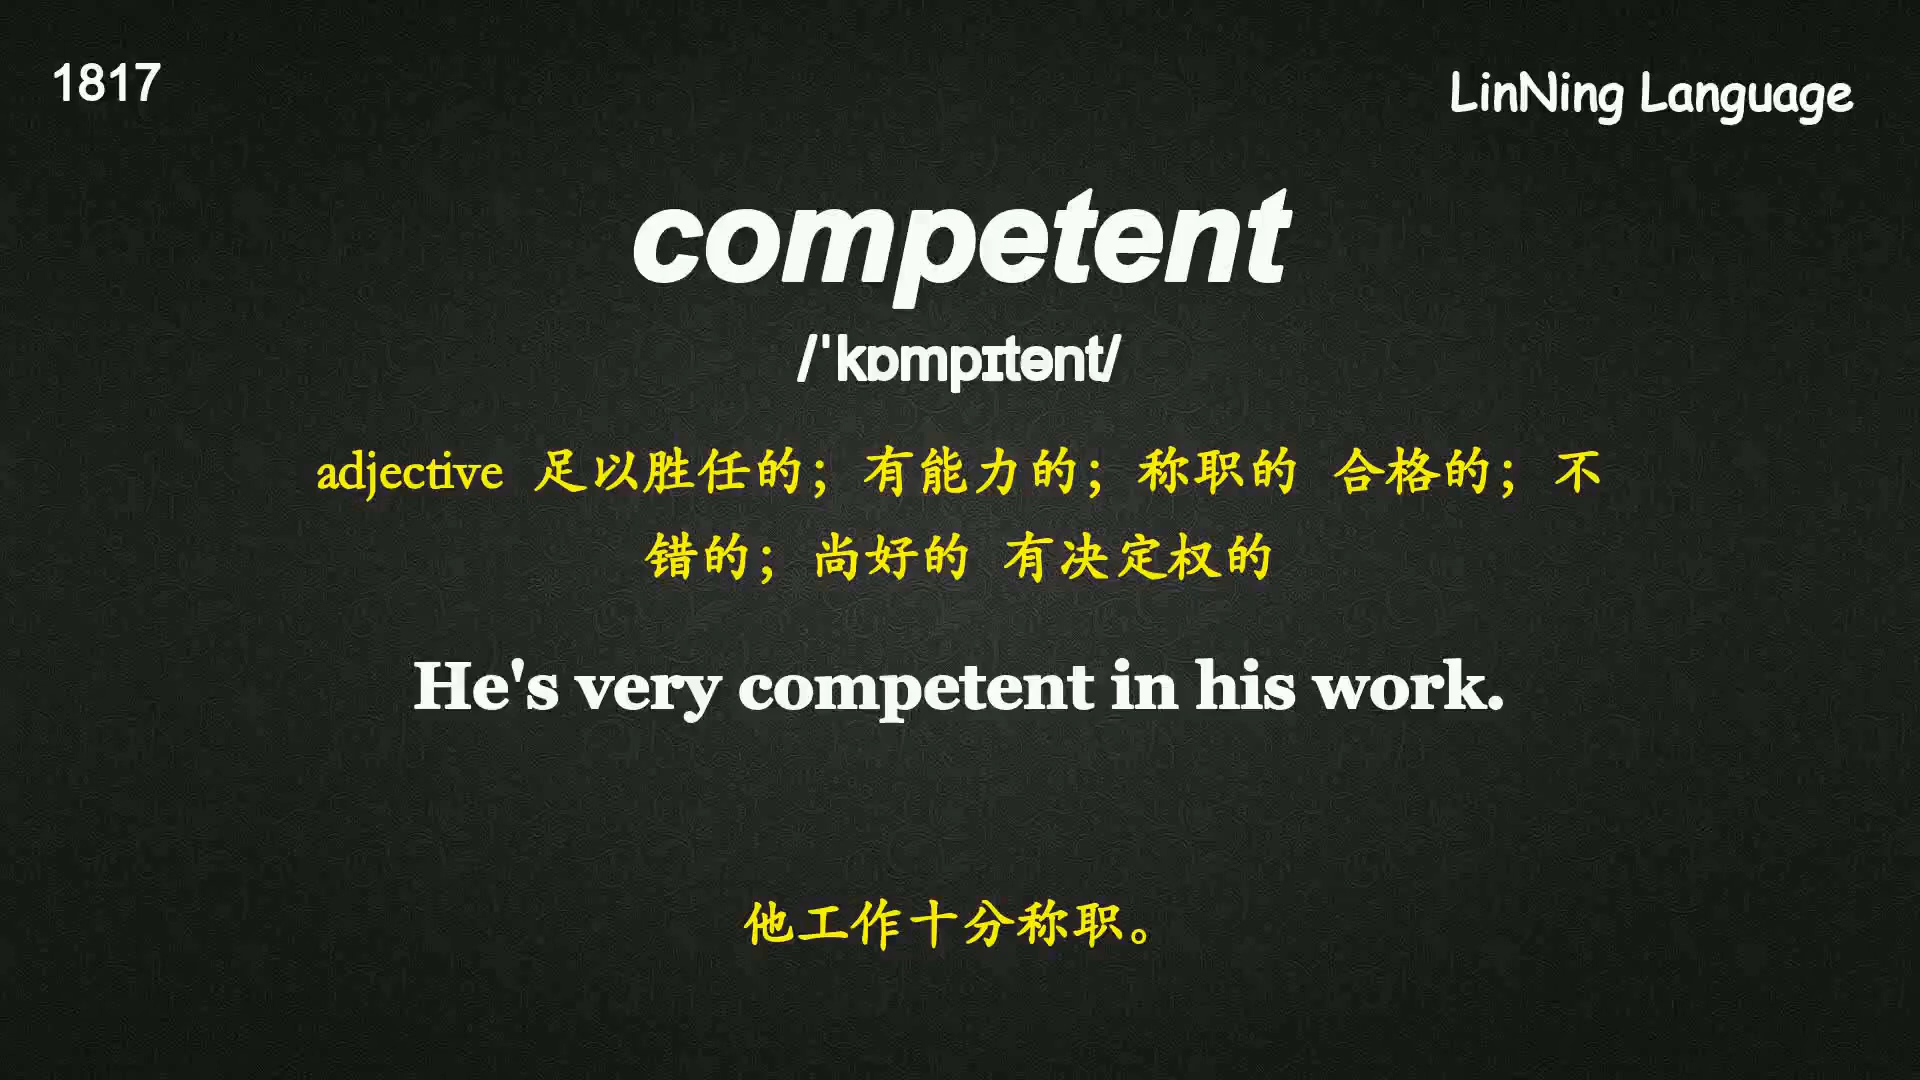 1817
LinNing Language
competent
/ˈkɒmpɪtɘnt/
adjective 足以胜任的；有能力的；称职的 合格的；不
错的；尚好的 有决定权的
He's very competent in his work.
他工作十分称职。